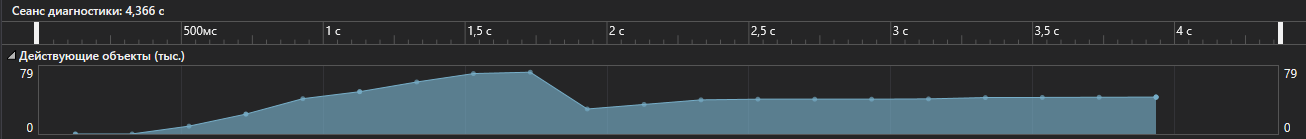 Сеанс диагностики: 4,366 с
500мс 1 с 1,5 с 2 с 2,5 с 3 с 3,5 с 4 с
Действующие объекты (тыс.)
79 79
0 0